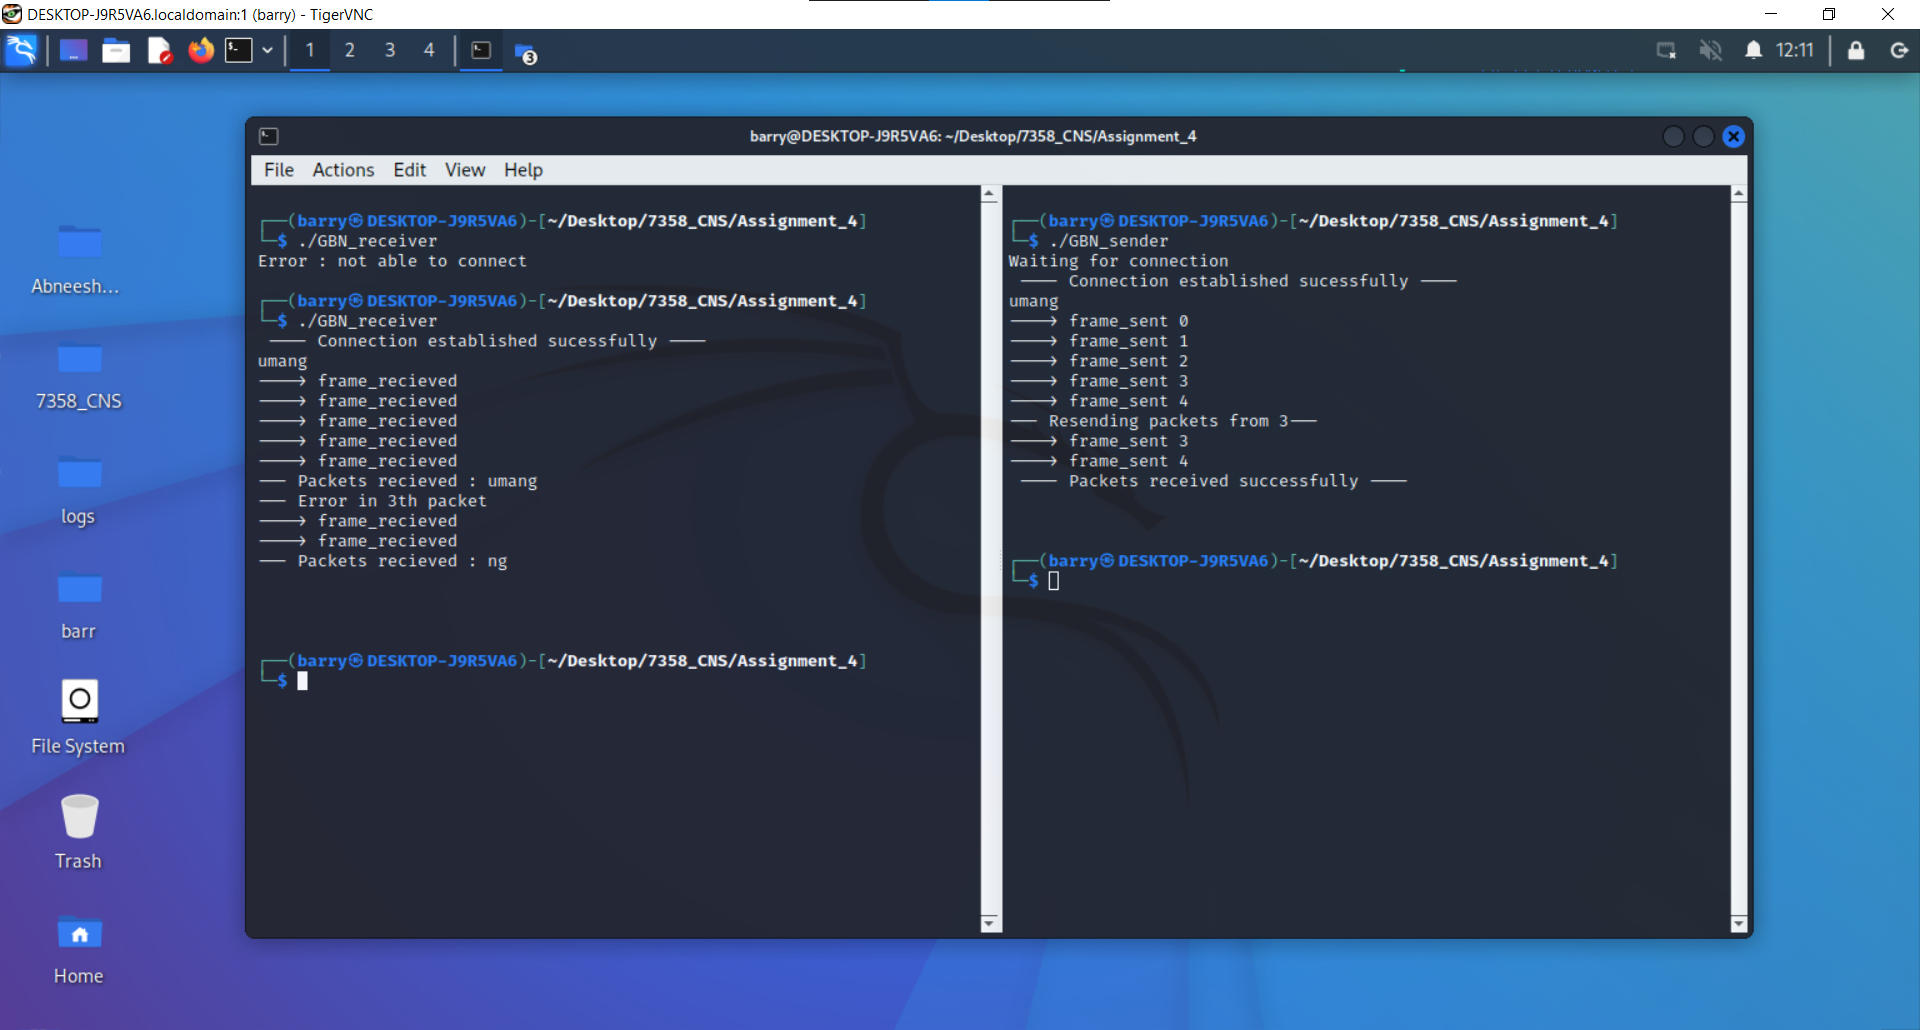 DESKTOP-J9R5VA6.localdomain:1 (barry) - TigerVNC
1 2 3 4 3 12:11
barry@DESKTOP-J9R5VA6: ~/Desktop/7358_CNS/Assignment_4
File Actions Edit View Help
┌──(barry㉿DESKTOP-J9R5VA6)-[~/Desktop/7358_CNS/Assignment_4]
└─$ ./GBN_receiver
Error : not able to connect
┌──(barry㉿DESKTOP-J9R5VA6)-[~/Desktop/7358_CNS/Assignment_4]
└─$ ./GBN_receiver
---- Connection established sucessfully ----
umang
----> frame_recieved
----> frame_recieved
----> frame_recieved
----> frame_recieved
----> frame_recieved
--- Packets recieved : umang
--- Error in 3th packet
----> frame_recieved
----> frame_recieved
--- Packets recieved : ng
┌──(barry㉿DESKTOP-J9R5VA6)-[~/Desktop/7358_CNS/Assignment_4]
└─$
┌──(barry㉿DESKTOP-J9R5VA6)-[~/Desktop/7358_CNS/Assignment_4]
└─$ ./GBN_sender
Waiting for connection
---- Connection established sucessfully ----
umang
----> frame_sent 0
----> frame_sent 1
----> frame_sent 2
----> frame_sent 3
----> frame_sent 4
--- Resending packets from 3---
----> frame_sent 3
----> frame_sent 4
---- Packets received successfully ----
┌──(barry㉿DESKTOP-J9R5VA6)-[~/Desktop/7358_CNS/Assignment_4]
└─$
Abneesh...
7358_CNS
logs
barr
File System
Trash
Home